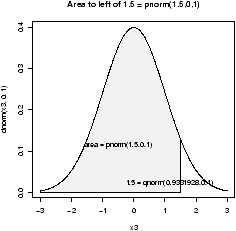 Area to left of 1.5 = pnorm(1.5,0,1)
dnorm(x3, 0, 1)
0.4
0.3
0.2
0.1
0.0
area = pnorm(1.5,0,1)
1.5 = qnorm(0.9331928,0,1)
-3 -2 -1 0 1 2 3
x3